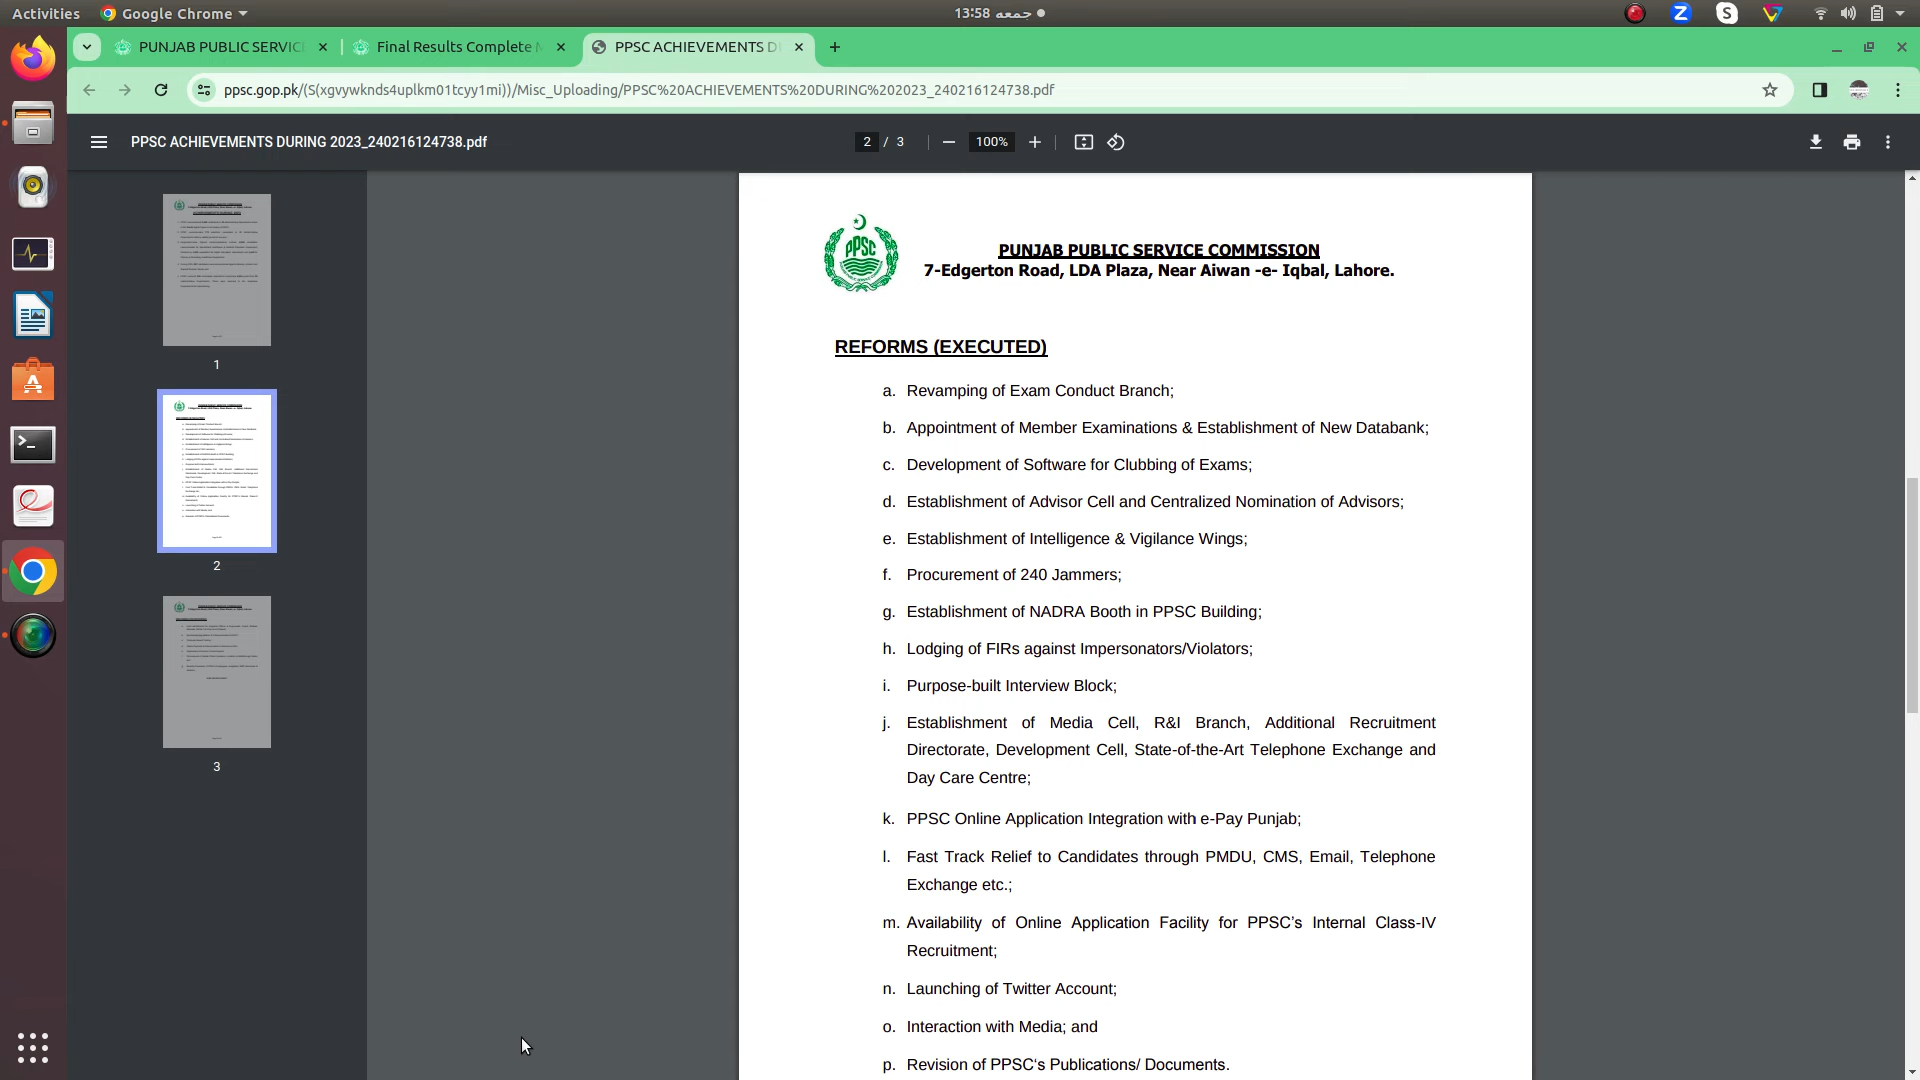 Activities
Google Chrome
جمعه 13:58
PUNJAB PUBLIC SERVIC
Final Results Complete
PPSC ACHIEVEMENTS D
ppsc.gop.pk/(S(xgvywknds4uplkm01tcyy1mi))/Misc_Uploading/PPSC%20ACHIEVEMENTS%20DURING%202023_240216124738.pdf
PPSC ACHIEVEMENTS DURING 2023_240216124738.pdf
2 / 3
100%
1
2
3
PPSC
PUNJAB PUBLIC SERVICE COMMISSION
7-Edgerton Road, LDA Plaza, Near Aiwan -e- Iqbal, Lahore.
REFORMS (EXECUTED)
a. Revamping of Exam Conduct Branch;
b. Appointment of Member Examinations & Establishment of New Databank;
c. Development of Software for Clubbing of Exams;
d. Establishment of Advisor Cell and Centralized Nomination of Advisors;
e. Establishment of Intelligence & Vigilance Wings;
f. Procurement of 240 Jammers;
g. Establishment of NADRA Booth in PPSC Building;
h. Lodging of FIRs against Impersonators/Violators;
i. Purpose-built Interview Block;
j. Establishment of Media Cell, R&I Branch, Additional Recruitment
Directorate, Development Cell, State-of-the-Art Telephone Exchange and
Day Care Centre;
k. PPSC Online Application Integration with e-Pay Punjab;
l. Fast Track Relief to Candidates through PMDU, CMS, Email, Telephone
Exchange etc.;
m. Availability of Online Application Facility for PPSC's Internal Class-IV
Recruitment;
n. Launching of Twitter Account;
o. Interaction with Media; and
p. Revision of PPSC's Publications/ Documents.